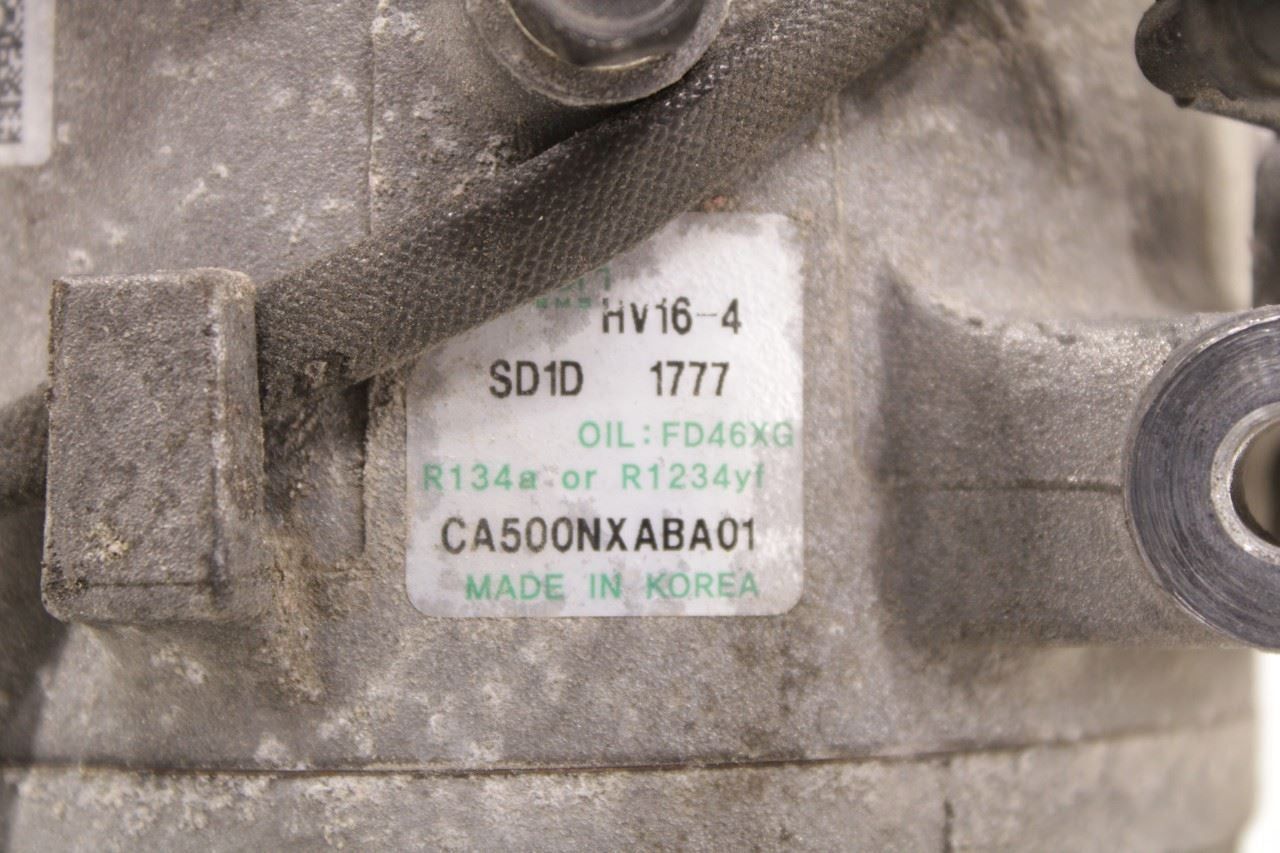 HV16-4
SD1D 1777
OIL:FD46XG
R134a or R1234yf
CA500NXABA01
MADE IN KOREA